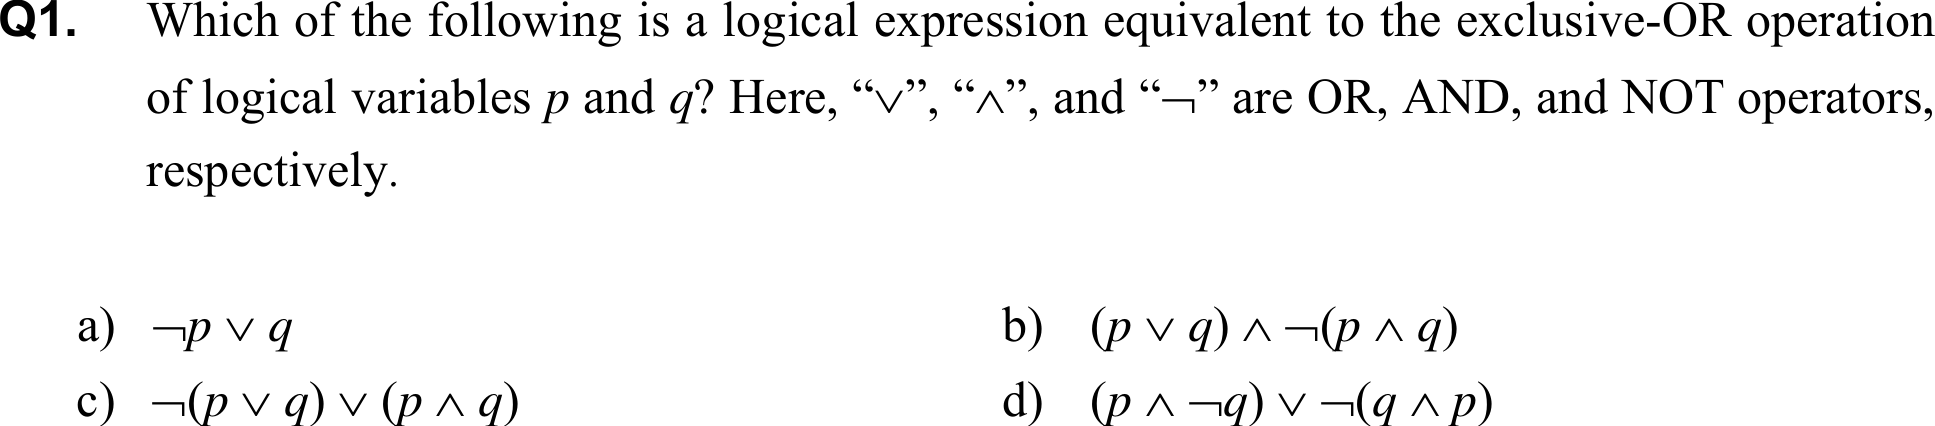 Q1. Which of the following is a logical expression equivalent to the exclusive-OR operation
of logical variables p and q? Here, “∨”, “∧”, and “¬” are OR, AND, and NOT operators,
respectively.
a) ¬p ∨ q b) (p ∨ q) ∧ ¬(p ∧ q)
c) ¬(p ∨ q) ∨ (p ∧ q) d) (p ∧ ¬q) ∨ ¬(q ∧ p)